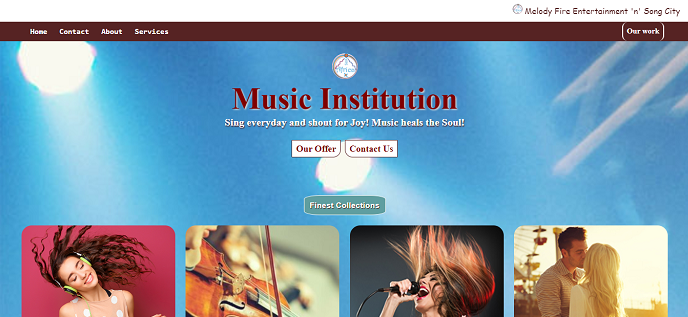 Melody Fire Entertainment 'n' Song City
Home Contact About Services Our work
Music Institution
Sing everyday and shout for Joy! Music heals the Soul!
Our Offer Contact Us
Finest Collections